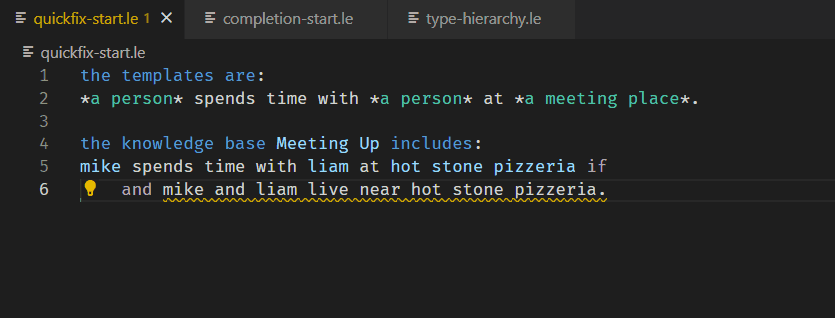 quickfix-start.le 1 completion-start.le type-hierarchy.le
quickfix-start.le
1 the templates are:
2 *a person* spends time with *a person* at *a meeting place*.
3
4 the knowledge base Meeting Up includes:
5 mike spends time with liam at hot stone pizzeria if
6 and mike and liam live near hot stone pizzeria.